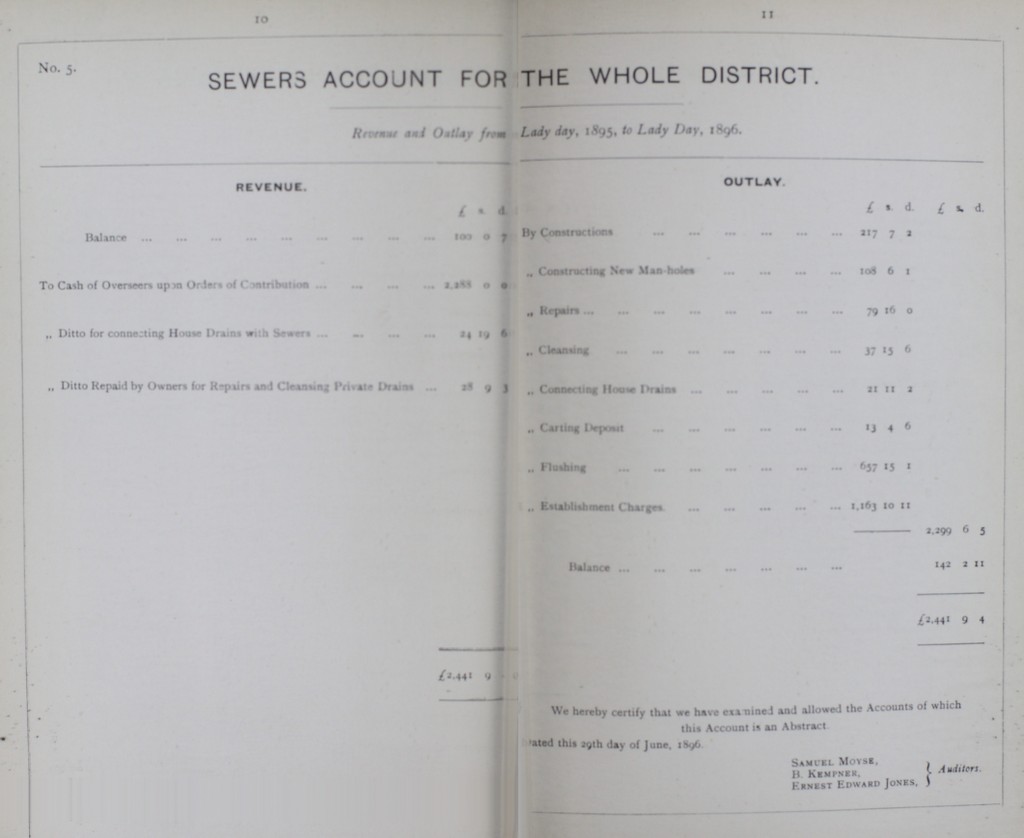 10
No. 5.
SEWERS ACCOUNT FOR THE WHOLE DISTRICT.
Revenue and Outlay from Lady day, 1895, to Lady Day, 1896.
REVENUE.
£ s. d.
Balance ... ... ... ... ... ... ... ... ... 100 0 7
To Cash of Overseers upon Orders of Contribution ... ... ... ... 2,288 0 0
„ Ditto for connecting House Drains with Sewers ... ... ... ... 24 19 6
„ Ditto Repaid by Owners for Repairs and Cleansing Private Drains ... 28 9 3
£2,441 9
11
OUTLAY.
£ s. d. £ s. d.
By Constructions ... ... ... ... ... ... 217 7 2
„ Constructing New Man-holes ... ... ... ... 108 6 1
„ Repairs ... ... ... ... ... ... ... ... 79 16 0
„ Cleansing ... ... ... ... ... ... ... 37 15 6
„ Connecting House Drains ... ... ... ... ... 21 11 2
„ Carting Deposit ... ... ... ... ... ... 13 4 6
„ Flushing ... ... ... ... ... ... ... 657 15 1
„ Establishment Charges. ... ... ... ... ... 1,163 10 11
2,299 6 5
Balance ... ... ... ... ... ... ... 142 2 11
£2,441 9 4
We hereby certify that we have examined and allowed the Accounts of which
this Account is an Abstract.
ated this 29th day of June, 1896.
SAMUEL MOYSE,
B. KEMPNER,
ERNEST EDWARD JONES, } Auditors.